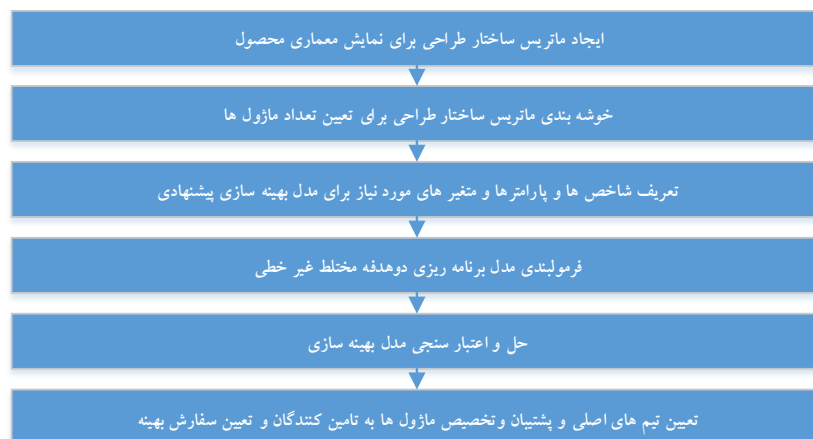 ایجاد ماتریس ساختار طراحی برای نمایش معماری محصول
خوشه بندی ماتریس ساختار طراحی برای تعیین تعداد ماژول ها
تعریف شاخص ها و پارامترها و متغیر های مورد نیاز برای مدل بهینه سازی پیشنهادی
فرمولبندی مدل برنامه ریزی دوهدفه مختلط غیر خطی
حل و اعتبار سنجی مدل بهینه سازی
تعیین تیم های اصلی و پشتیبان وتخصیص ماژول ها به تامین کنندگان و تعیین سفارش بهینه